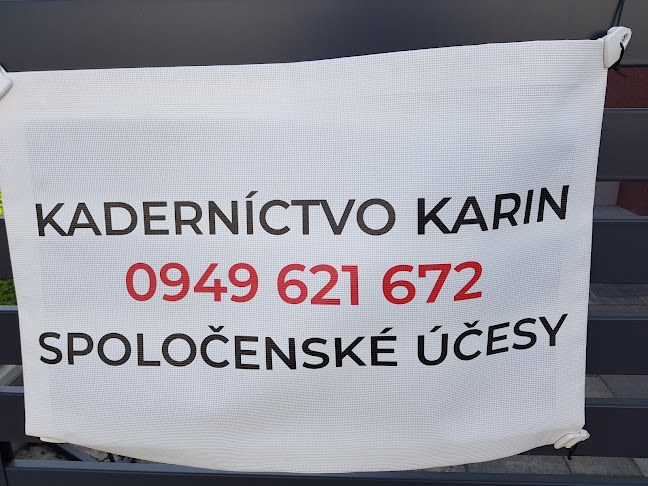 KADERNÍCTVO KARIN
0949 621 672
SPOLOČENSKÉ ÚČESY